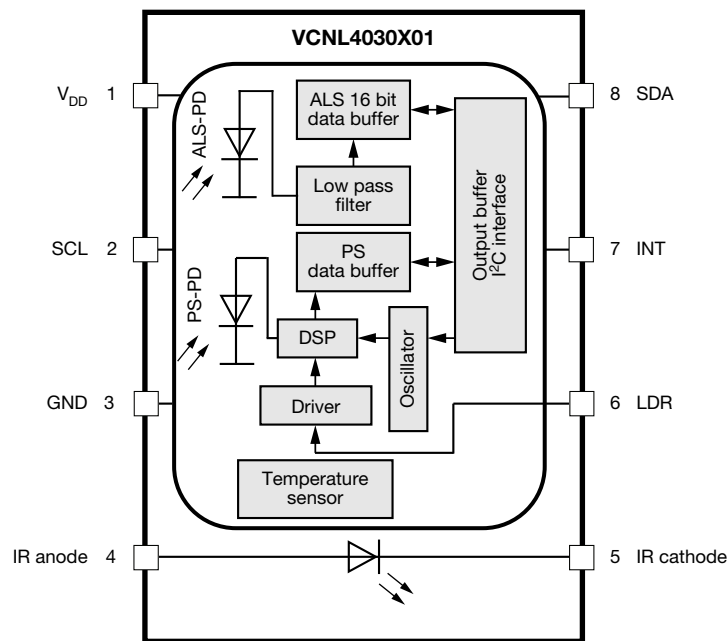 VCNL4030X01
V_DD 1
8 SDA
ALS-PD
ALS 16 bit
data buffer
Low pass
filter
Output buffer
I²C interface
SCL 2
7 INT
PS-PD
PS
data buffer
DSP
Oscillator
GND 3
6 LDR
Driver
Temperature
sensor
IR anode 4
5 IR cathode